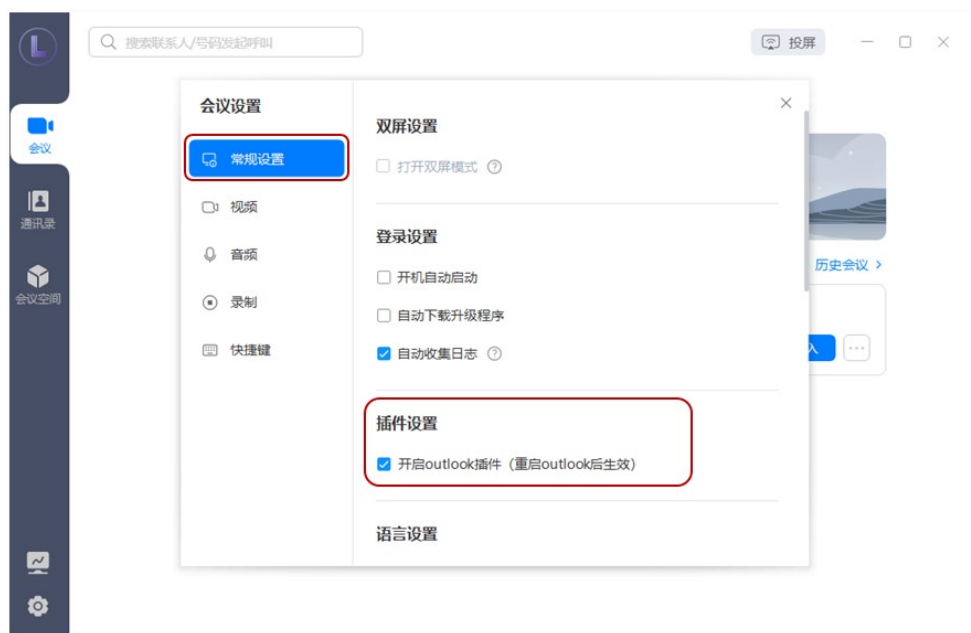 L
搜索联系人/号码发起呼叫
投屏
会议
通讯录
会议空间
会议设置
常规设置
视频
音频
录制
快捷键
双屏设置
打开双屏模式
登录设置
开机自动启动
自动下载升级程序
自动收集日志
插件设置
开启outlook插件（重启outlook后生效）
语言设置
历史会议 >
入